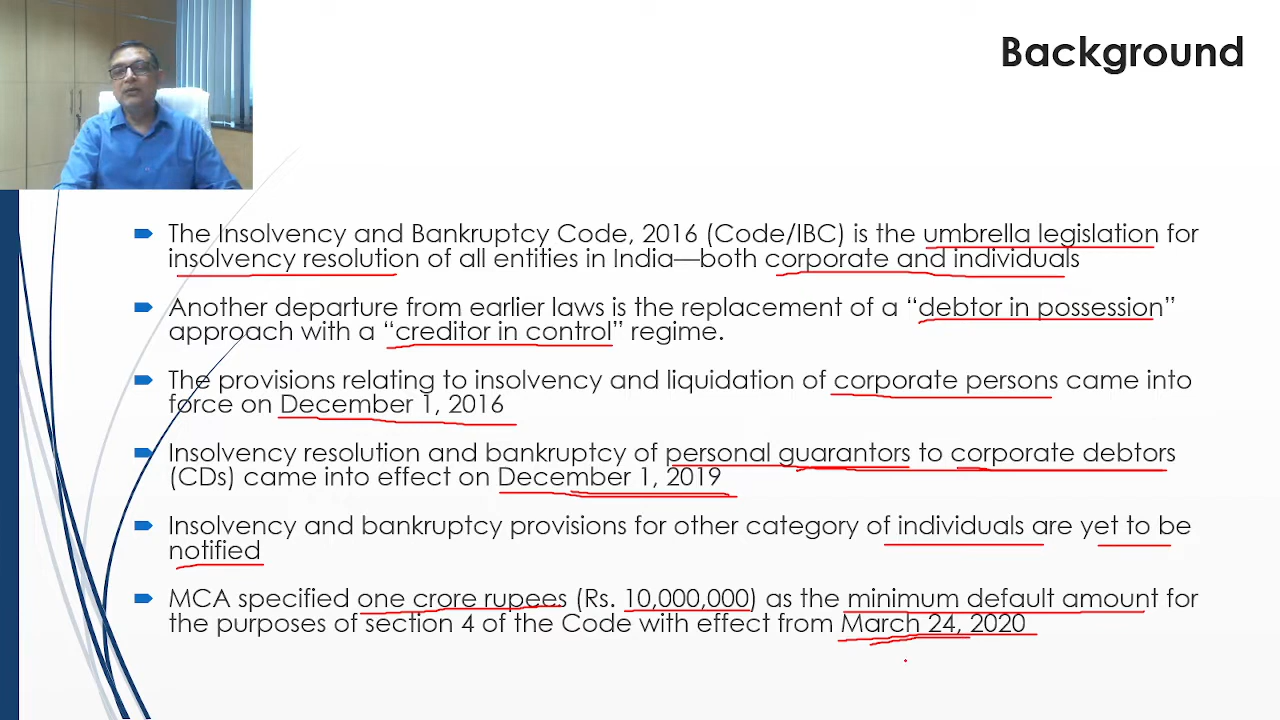 Background
The Insolvency and Bankruptcy Code, 2016 (Code/IBC) is the umbrella legislation for
insolvency resolution of all entities in India—both corporate and individuals
Another departure from earlier laws is the replacement of a “debtor in possession”
approach with a “creditor in control” regime.
The provisions relating to insolvency and liquidation of corporate persons came into
force on December 1, 2016
Insolvency resolution and bankruptcy of personal guarantors to corporate debtors
(CDs) came into effect on December 1, 2019
Insolvency and bankruptcy provisions for other category of individuals are yet to be
notified
MCA specified one crore rupees (Rs. 10,000,000) as the minimum default amount for
the purposes of section 4 of the Code with effect from March 24, 2020